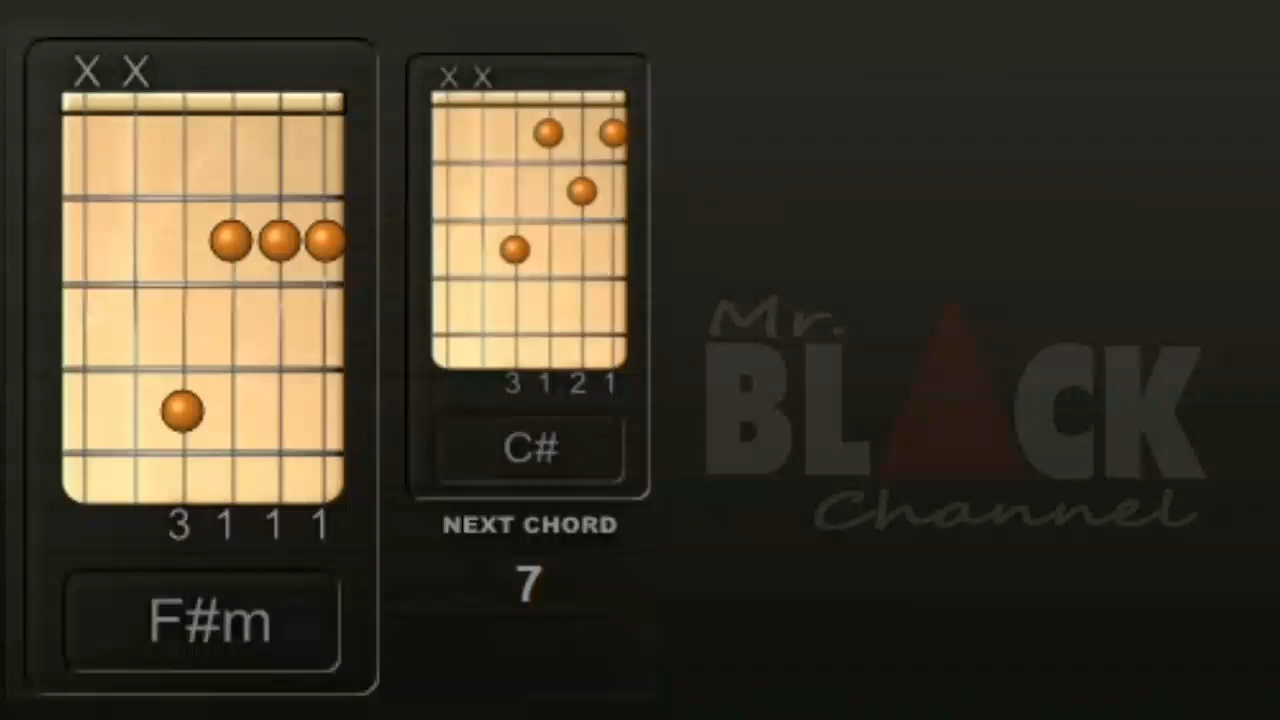 X X
3 1 1 1
F#m
X X
3 1 2 1
C#
NEXT CHORD
7
Mr.
BLACK
Channel